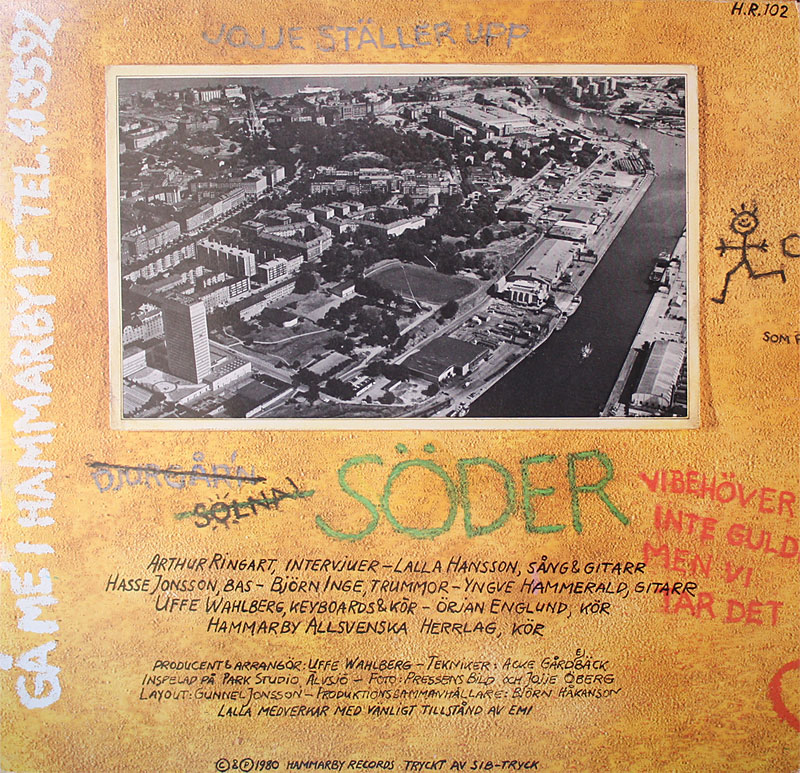 H.R. 102
JOJJE STÄLLER UPP
GÅ ME' I HAMMARBY IF TEL. 113592
SOM
DJURGÅR'N
SOLNA
SÖDER
VI BEHÖVER
INTE GULD
MEN VI
TAR DET
ARTHUR RINGART, INTERVJUER – LALLA HANSSON, SÅNG & GITARR
HASSE JONSSON, BAS – BJÖRN INGE, TRUMMOR – YNGVE HAMMERALD, GITARR
UFFE WAHLBERG, KEYBOARDS & KÖR – ÖRJAN ENGLUND, KÖR
HAMMARBY ALLSVENSKA HERRLAG, KÖR
PRODUCENT & ARRANGÖR: UFFE WAHLBERG – TEKNIKER: ACKE GÅRDEBÄCK
INSPELAD PÅ PARK STUDIO, ÄLVSJÖ – FOTO: PRESSENS BILD OCH JOJJE ÖBERG
LAYOUT: GUNNEL JONSSON – PRODUKTIONSSAMMANHÅLLARE: BJÖRN HÅKANSON
LALLA MEDVERKAR MED VÄNLIGT TILLSTÅND AV EMI
© & ℗ 1980 HAMMARBY RECORDS TRYCKT AV SIB-TRYCK